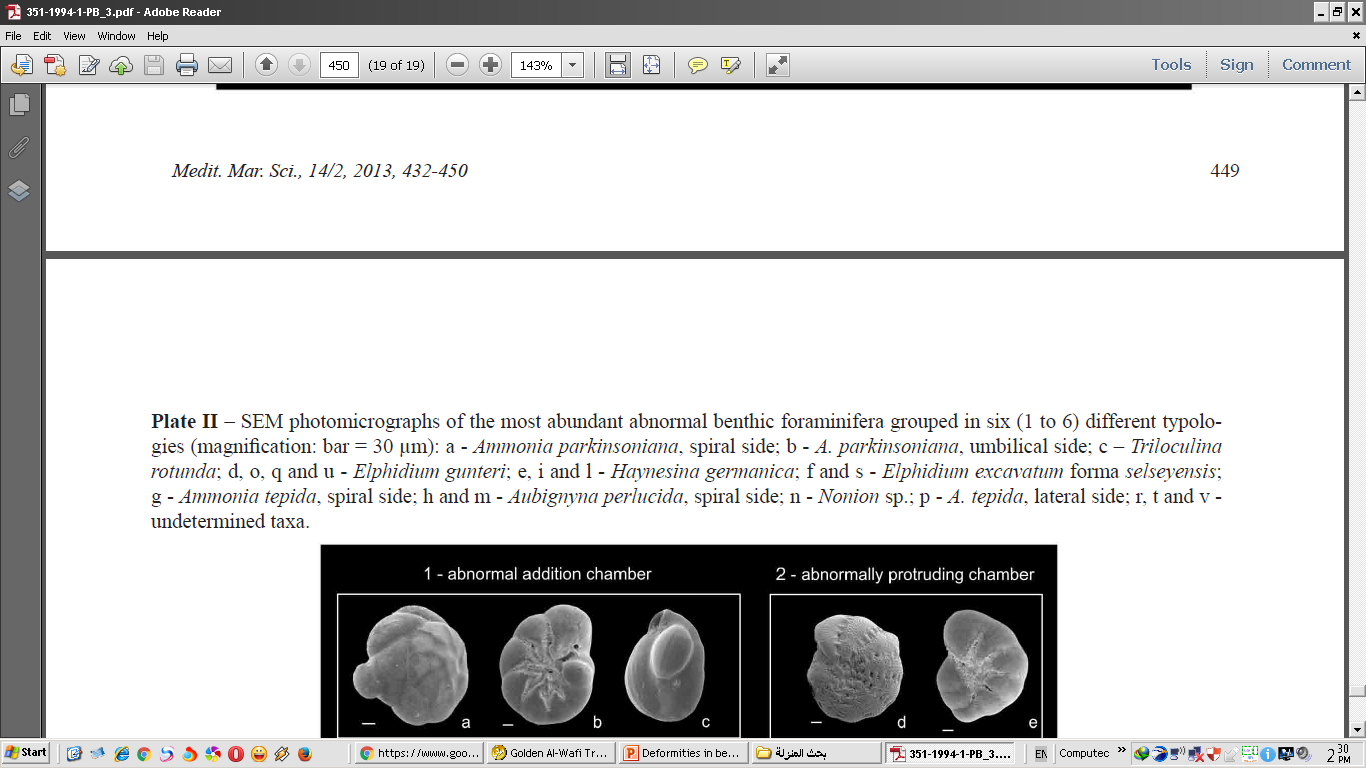 351-1994-1-PB_3.pdf - Adobe Reader
File Edit View Window Help
450 (19 of 19) 143% Tools Sign Comment
Medit. Mar. Sci., 14/2, 2013, 432-450 449
Plate II – SEM photomicrographs of the most abundant abnormal benthic foraminifera grouped in six (1 to 6) different typolo-
gies (magnification: bar = 30 µm): a - Ammonia parkinsoniana, spiral side; b - A. parkinsoniana, umbilical side; c – Triloculina
rotunda; d, o, q and u - Elphidium gunteri; e, i and l - Haynesina germanica; f and s - Elphidium excavatum forma selseyensis;
g - Ammonia tepida, spiral side; h and m - Aubignyna perlucida, spiral side; n - Nonion sp.; p - A. tepida, lateral side; r, t and v -
undetermined taxa.
1 - abnormal addition chamber 2 - abnormally protruding chamber
a b c d e
Start https://www.goo... Golden Al-Wafi Tr... Deformities in be... بحث المنزلة 351-1994-1-PB_3.... EN Computec » 2 30 PM